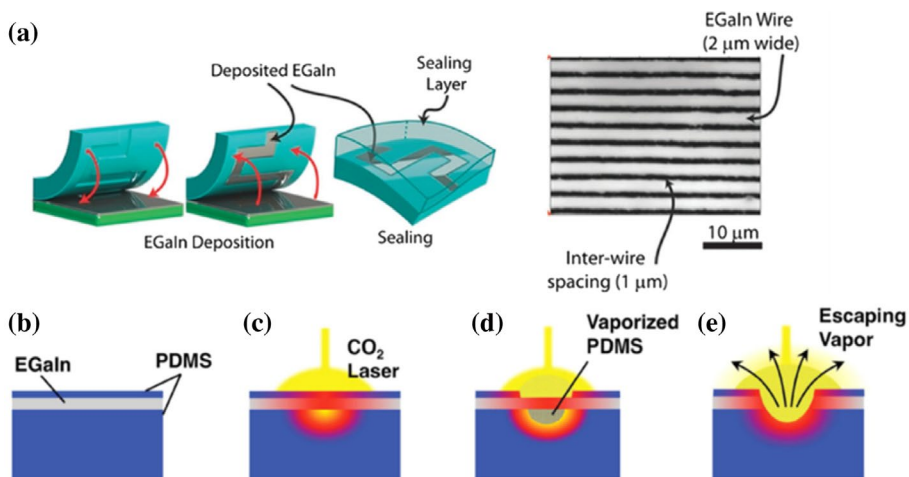 (a)
Deposited EGaIn
Sealing
Layer
EGaIn Deposition
Sealing
EGaIn Wire
(2 μm wide)
Inter-wire
spacing (1 μm)
10 μm
(b)
EGaIn
PDMS
(c)
CO₂
Laser
(d)
Vaporized
PDMS
(e)
Escaping
Vapor